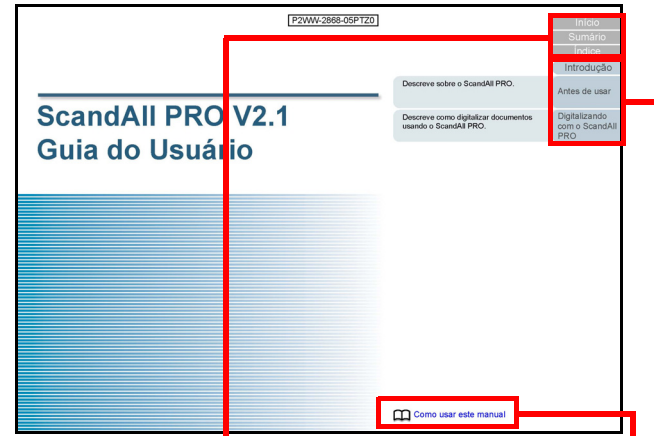 P2WW-2868-05PTZ0
Início
Sumário
Índice
Introdução
Descreve sobre o ScandAll PRO.
Antes de usar
Descreve como digitalizar documentos
usando o ScandAll PRO.
Digitalizando
com o ScandAll
PRO
ScandAll PRO V2.1
Guia do Usuário
Como usar este manual